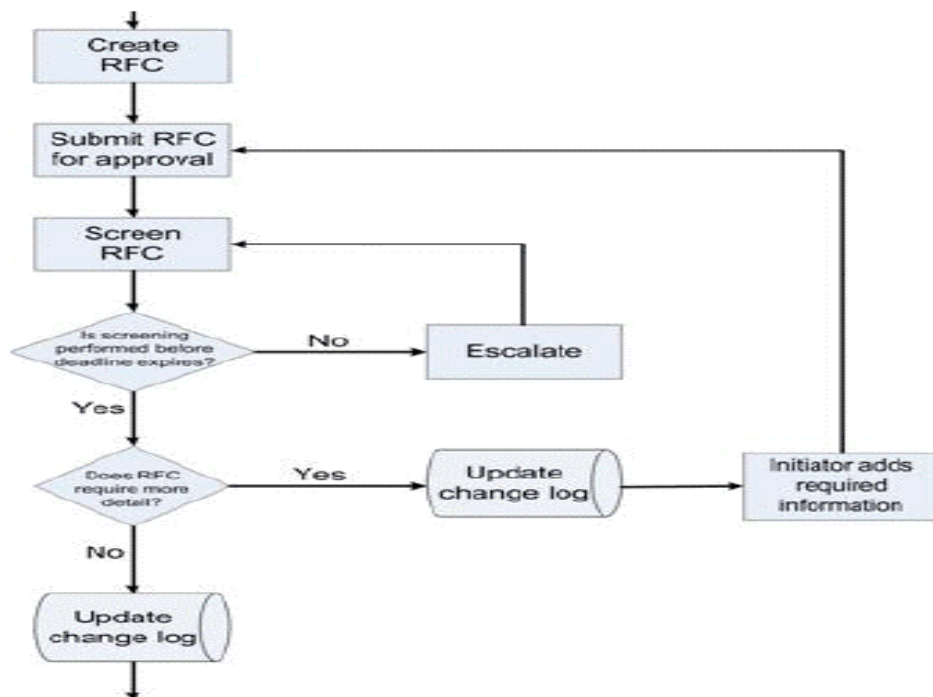 Create
RFC
Submit RFC
for approval
Screen
RFC
Is screening
performed before
deadline expires?
No
Escalate
Yes
Does RFC
require more
detail?
Yes
Update
change log
Initiator adds
required
information
No
Update
change log